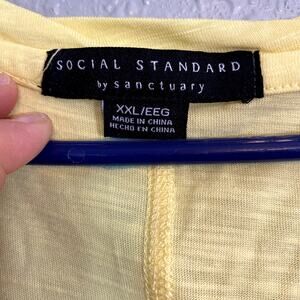 SOCIAL STANDARD
by sanctuary
XXL/EEG
MADE IN CHINA
HECHO EN CHINA